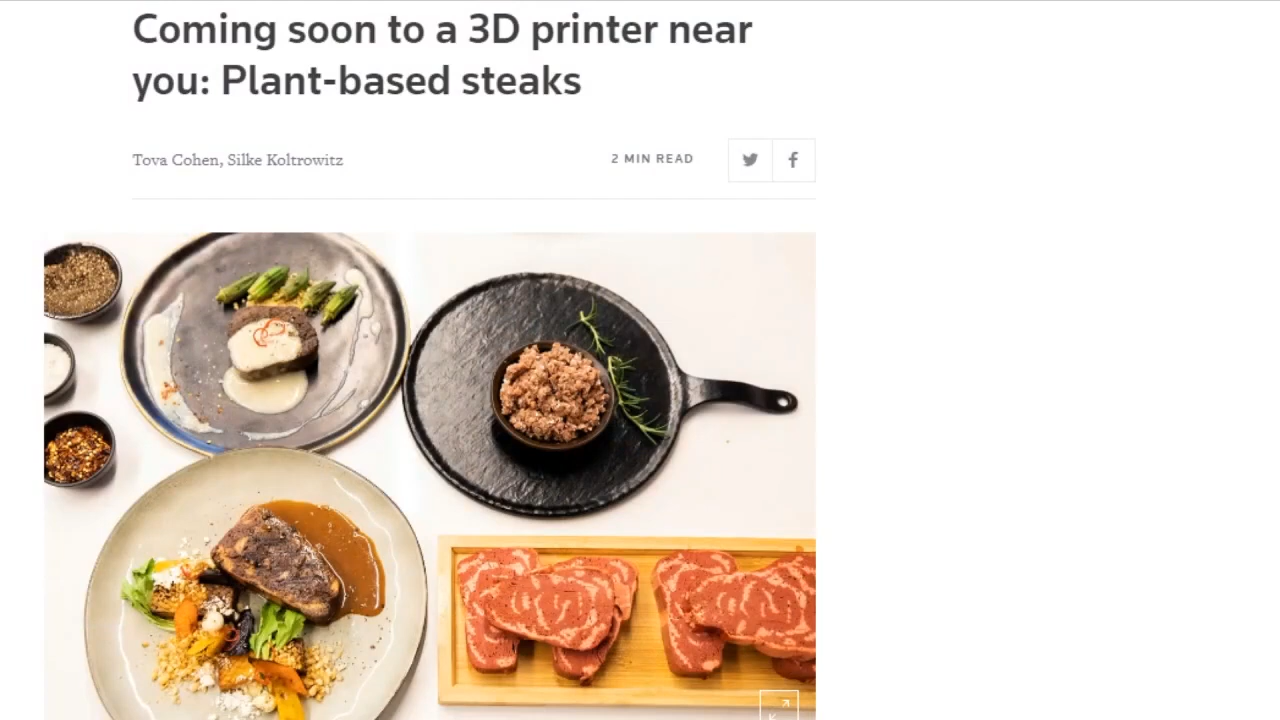 Coming soon to a 3D printer near
you: Plant-based steaks
Tova Cohen, Silke Koltrowitz
2 MIN READ